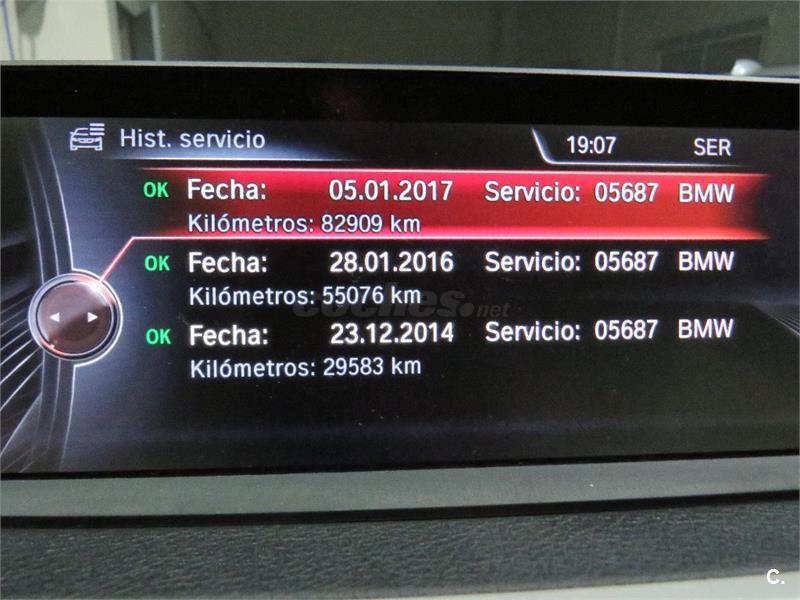 Hist. servicio 19:07 SER
OK Fecha: 05.01.2017 Servicio: 05687 BMW
Kilómetros: 82909 km
OK Fecha: 28.01.2016 Servicio: 05687 BMW
Kilómetros: 55076 km
coches.net
OK Fecha: 23.12.2014 Servicio: 05687 BMW
Kilómetros: 29583 km
C.